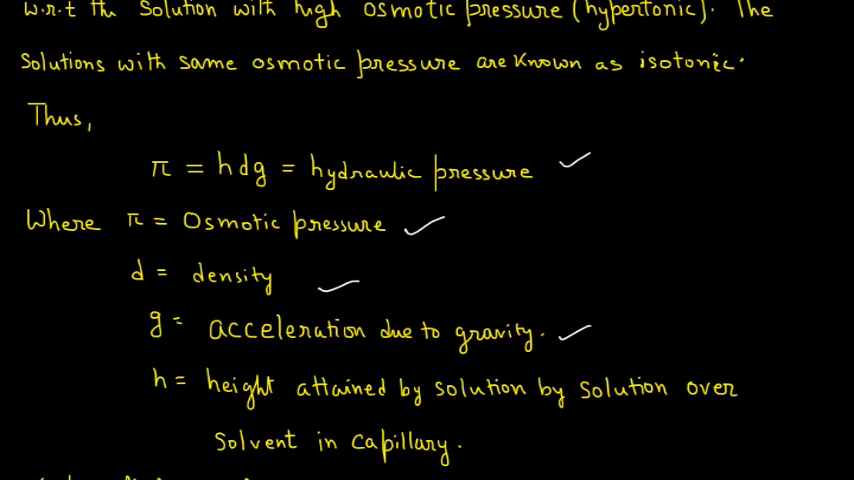 w.r.t the Solution with high osmotic pressure (hypertonic). The
Solutions with same osmotic pressure are Known as isotonic.
Thus,
π = hdg = hydraulic pressure
Where π = Osmotic pressure
d = density
g = acceleration due to gravity.
h = height attained by solution by solution over
Solvent in capillary.